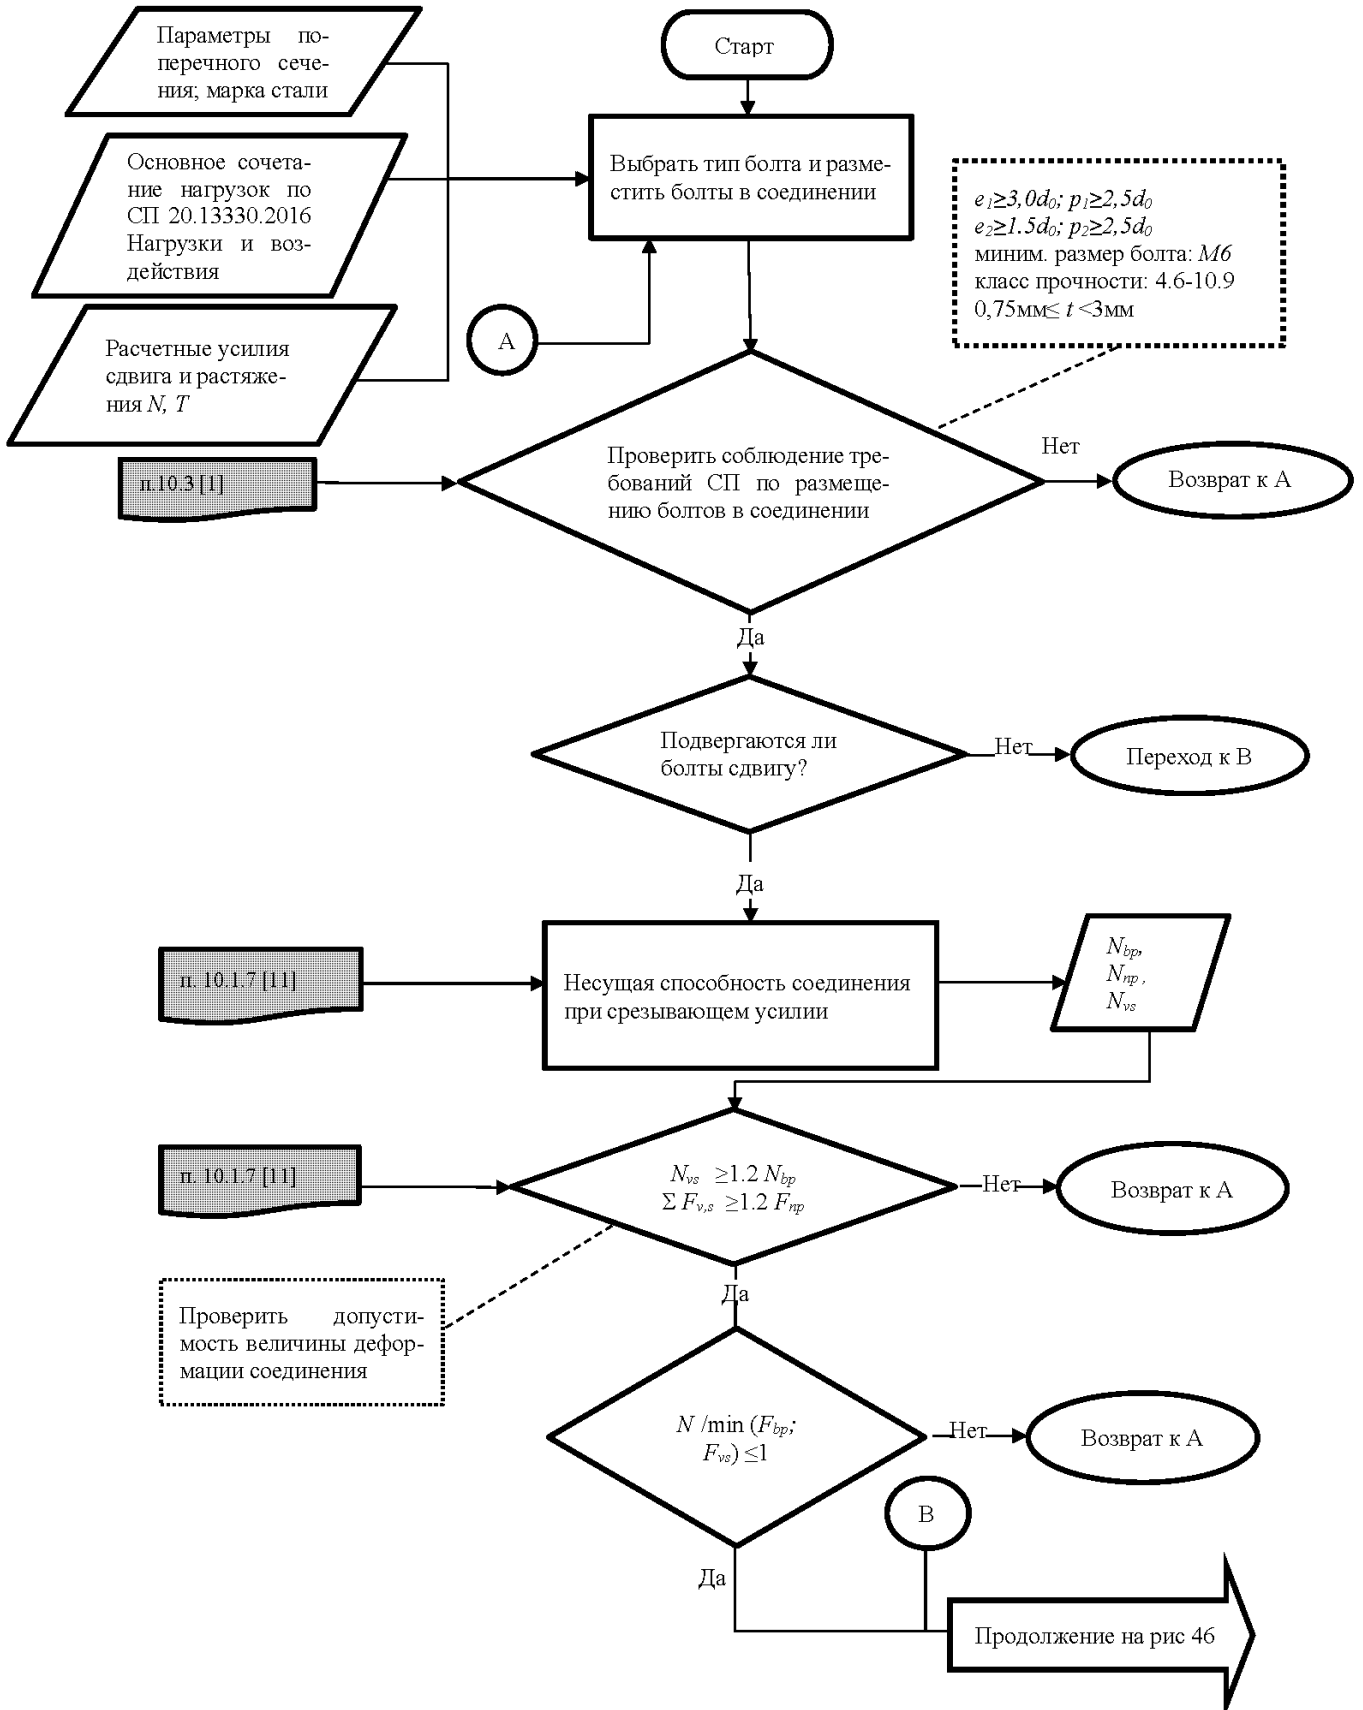 Параметры по-
перечного сече-
ния; марка стали
Старт
Основное сочета-
ние нагрузок по
СП 20.13330.2016
Нагрузки и воз-
действия
Выбрать тип болта и разме-
стить болты в соединении
e₁≥3,0d₀; p₁≥2,5d₀
e₂≥1.5d₀; p₂≥2,5d₀
миним. размер болта: М6
класс прочности: 4.6-10.9
0,75мм≤ t <3мм
Расчетные усилия
сдвига и растяже-
ния N, T
А
п.10.3 [1]
Проверить соблюдение тре-
бований СП по размеще-
нию болтов в соединении
Нет
Возврат к А
Да
Подвергаются ли
болты сдвигу?
Нет
Переход к В
Да
п. 10.1.7 [11]
Несущая способность соединения
при срезывающем усилии
Nbp,
Nnp ,
Nvs
п. 10.1.7 [11]
Nvs ≥1.2 Nbp
Σ Fv,s ≥1.2 Fnp
Нет
Возврат к А
Проверить допусти-
мость величины дефор-
мации соединения
Да
N /min (Fbp;
Fvs) ≤1
Нет
Возврат к А
В
Да
Продолжение на рис 46